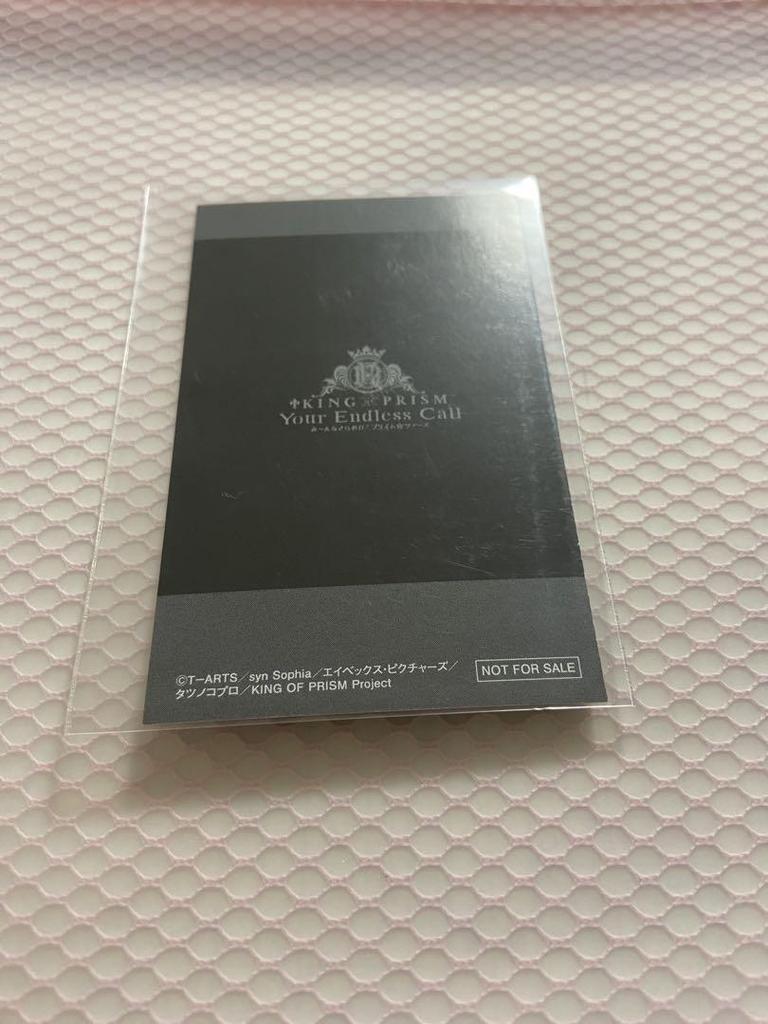 KING OF PRISM
Your Endless Call
み〜んなきらめけ!プリズム☆ツアーズ
©T-ARTS/syn Sophia/エイベックス・ピクチャーズ/
タツノコプロ/KING OF PRISM Project
NOT FOR SALE